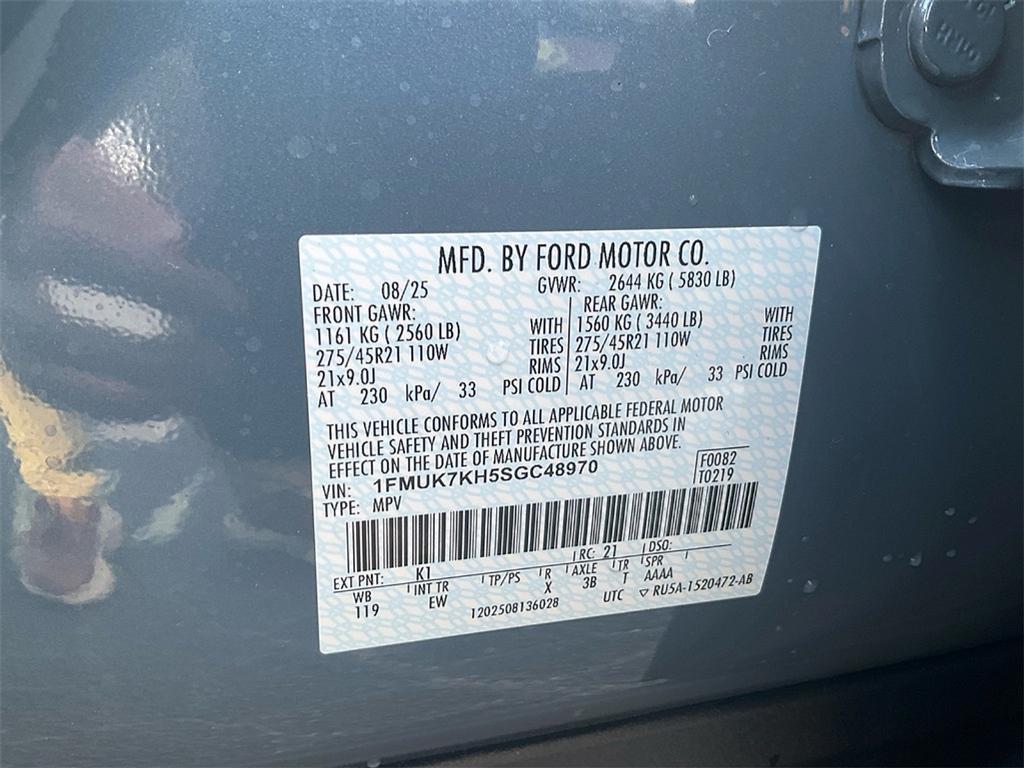 MFD. BY FORD MOTOR CO.
DATE: 08/25 GVWR: 2644 KG ( 5830 LB)
FRONT GAWR: REAR GAWR:
1161 KG ( 2560 LB) WITH 1560 KG ( 3440 LB) WITH
275/45R21 110W TIRES 275/45R21 110W TIRES
21x9.0J RIMS 21x9.0J RIMS
AT 230 kPa/ 33 PSI COLD AT 230 kPa/ 33 PSI COLD
THIS VEHICLE CONFORMS TO ALL APPLICABLE FEDERAL MOTOR
VEHICLE SAFETY AND THEFT PREVENTION STANDARDS IN
EFFECT ON THE DATE OF MANUFACTURE SHOWN ABOVE.
VIN: 1FMUK7KH5SGC48970 F0082
TYPE: MPV T0219
EXT PNT: K1 RC: 21 DSO:
WB INT TR TP/PS R AXLE TR SPR
119 EW X 3B T AAAA
1202508136028 UTC ▽ RU5A-1520472-AB